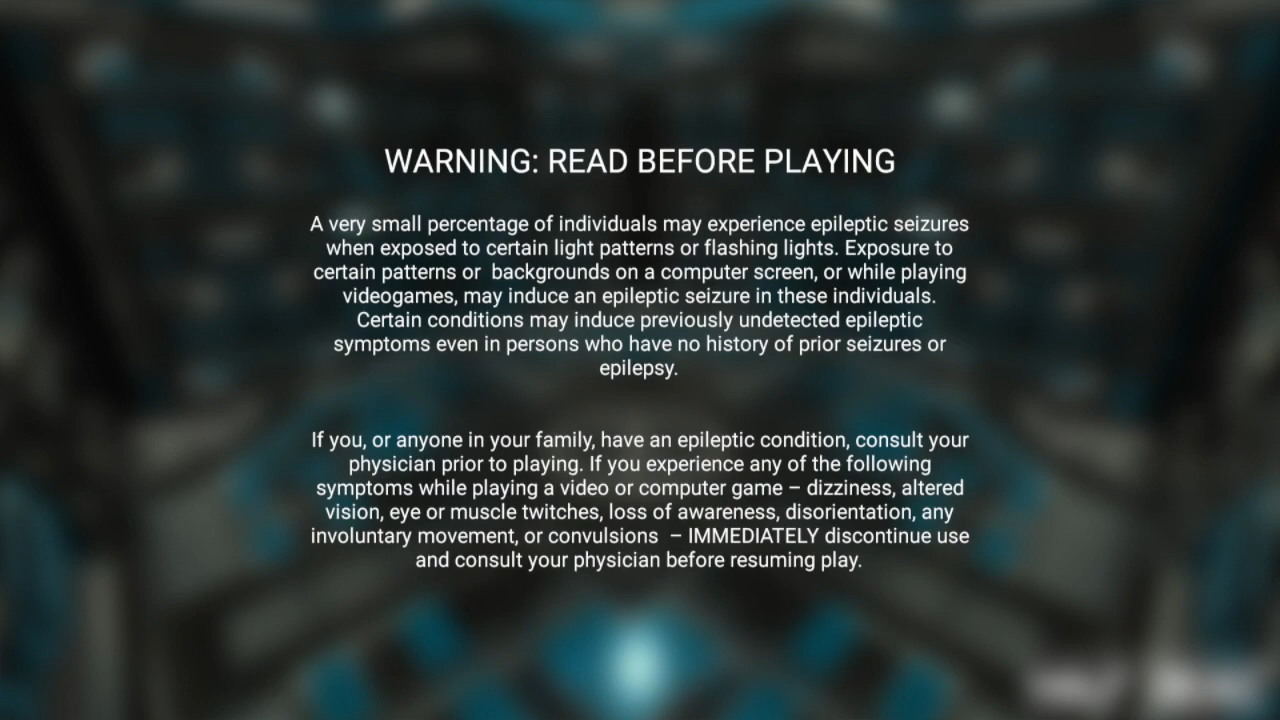 WARNING: READ BEFORE PLAYING
A very small percentage of individuals may experience epileptic seizures
when exposed to certain light patterns or flashing lights. Exposure to
certain patterns or  backgrounds on a computer screen, or while playing
videogames, may induce an epileptic seizure in these individuals.
Certain conditions may induce previously undetected epileptic
symptoms even in persons who have no history of prior seizures or
epilepsy.
If you, or anyone in your family, have an epileptic condition, consult your
physician prior to playing. If you experience any of the following
symptoms while playing a video or computer game – dizziness, altered
vision, eye or muscle twitches, loss of awareness, disorientation, any
involuntary movement, or convulsions  – IMMEDIATELY discontinue use
and consult your physician before resuming play.